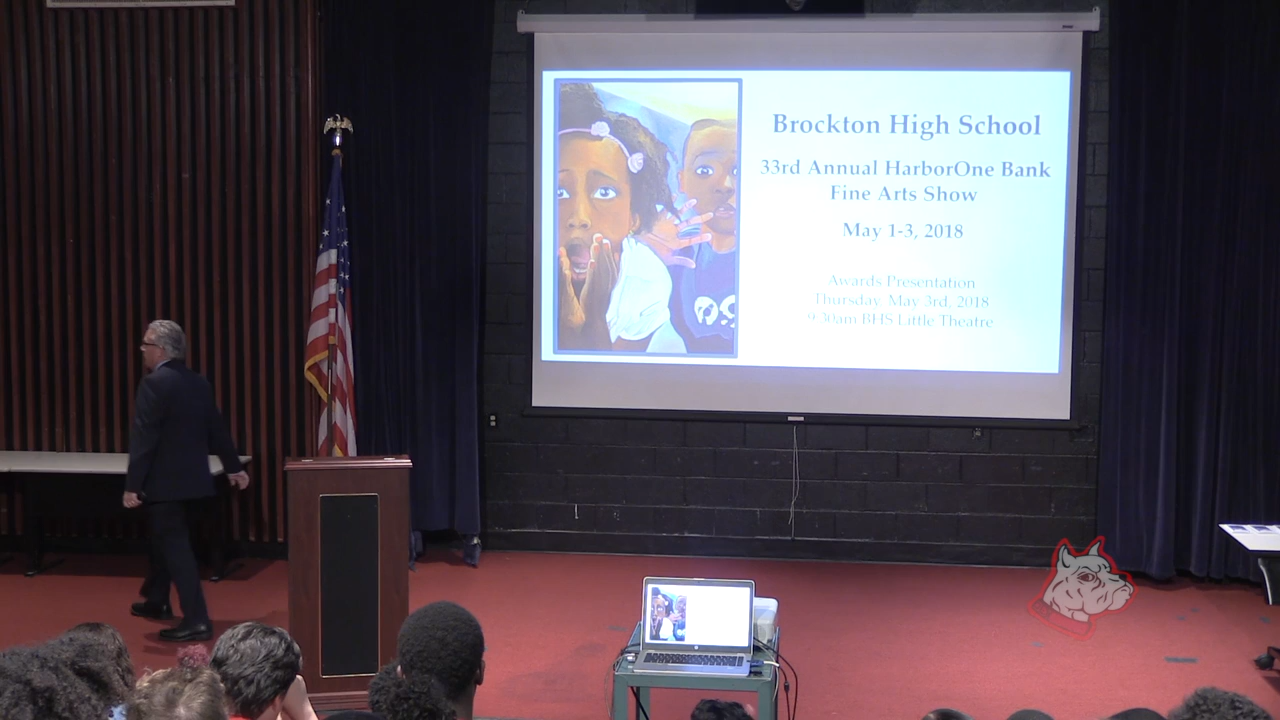 Brockton High School
33rd Annual HarborOne Bank
Fine Arts Show
May 1-3, 2018
Awards Presentation
Thursday, May 3rd, 2018
9:30am BHS Little Theatre